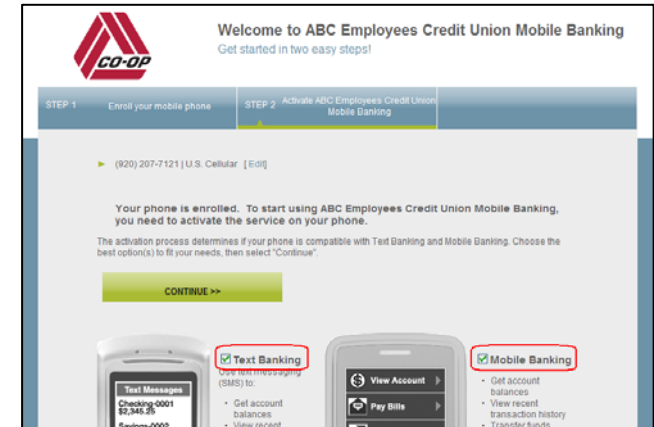 CO-OP
Welcome to ABC Employees Credit Union Mobile Banking
Get started in two easy steps!
STEP 1 Enroll your mobile phone
STEP 2 Activate ABC Employees Credit Union
Mobile Banking
(920) 207-7121 | U.S. Cellular [Edit]
Your phone is enrolled. To start using ABC Employees Credit Union Mobile Banking,
you need to activate the service on your phone.
The activation process determines if your phone is compatible with Text Banking and Mobile Banking. Choose the
best option(s) to fit your needs, then select "Continue".
CONTINUE >>
Text Messages
Checking-0001
$2,345.25
Savings-0002
Text Banking
Use text messaging
(SMS) to:
• Get account
balances
• View recent
View Account
Pay Bills
Mobile Banking
• Get account
balances
• View recent
transaction history
• Transfer funds